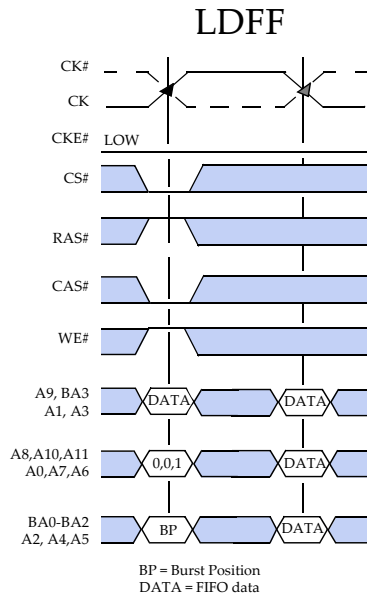 LDFF
CK#
CK
CKE#
LOW
CS#
RAS#
CAS#
WE#
A9, BA3
A1, A3
DATA
DATA
A8,A10,A11
A0,A7,A6
0,0,1
DATA
BA0-BA2
A2, A4,A5
BP
DATA
BP = Burst Position
DATA = FIFO data